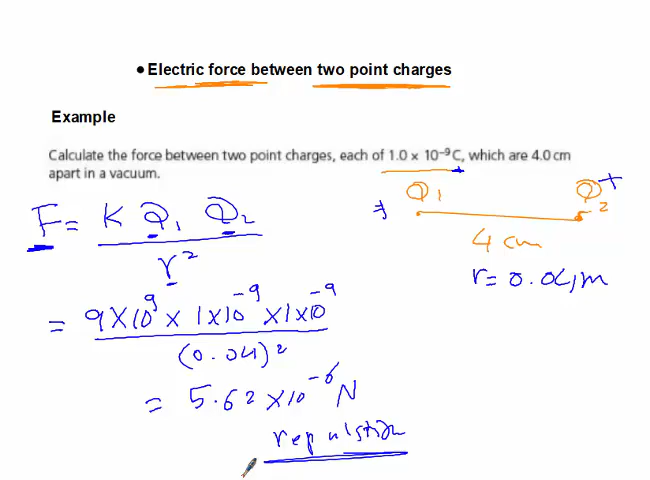 • Electric force between two point charges
Example
Calculate the force between two point charges, each of 1.0 × 10⁻⁹ C, which are 4.0 cm
apart in a vacuum.
+ Q₁ Q₂ +
4 cm
r = 0.04 m
F = K Q₁ Q₂
r²
= 9 × 10⁹ × 1 × 10⁻⁹ × 1 × 10⁻⁹
(0.04)²
= 5.62 × 10⁻⁶ N
repulstion